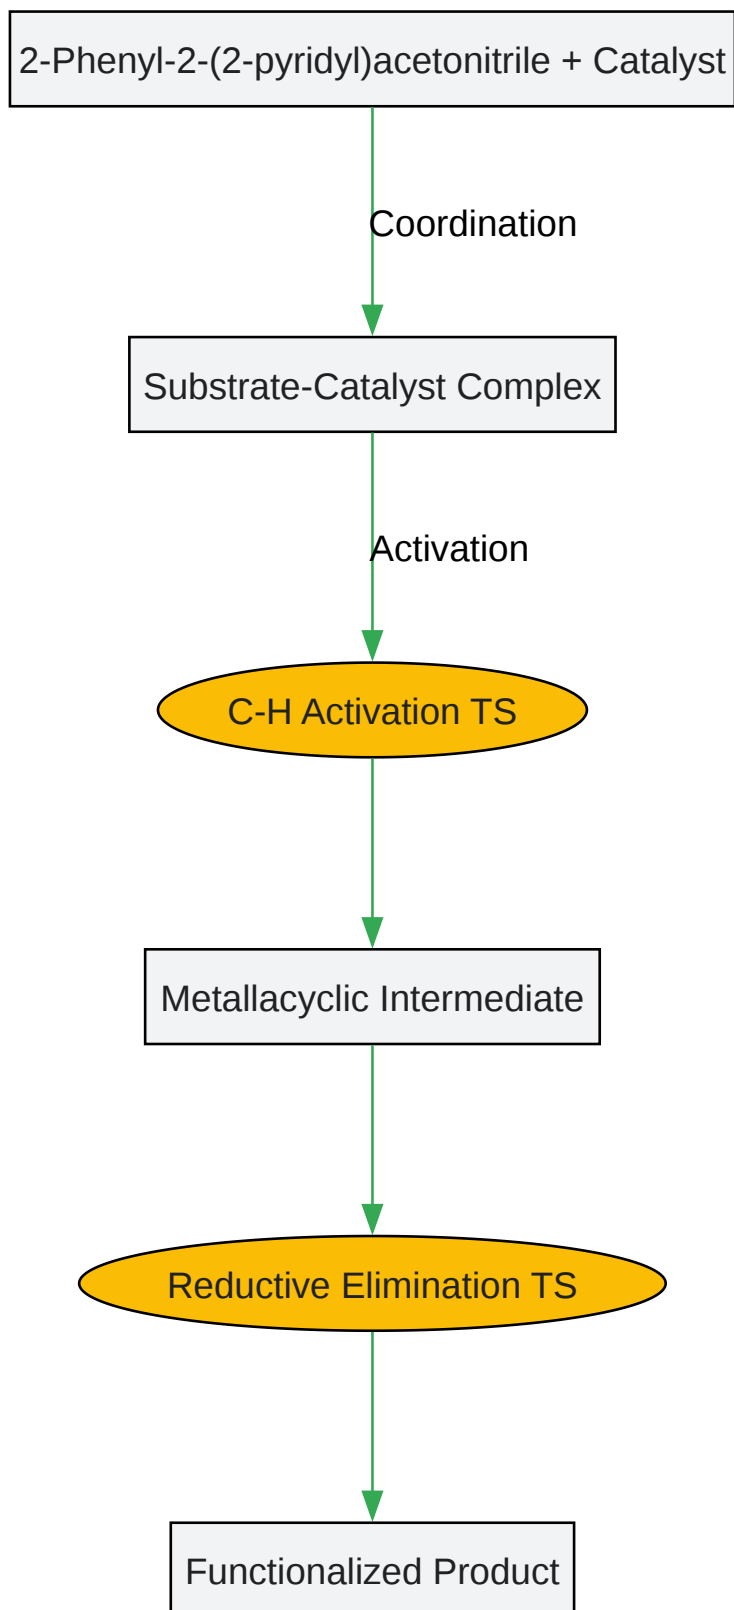 2-Phenyl-2-(2-pyridyl)acetonitrile + Catalyst
Coordination
Substrate-Catalyst Complex
Activation
C-H Activation TS
Metallacyclic Intermediate
Reductive Elimination TS
Functionalized Product